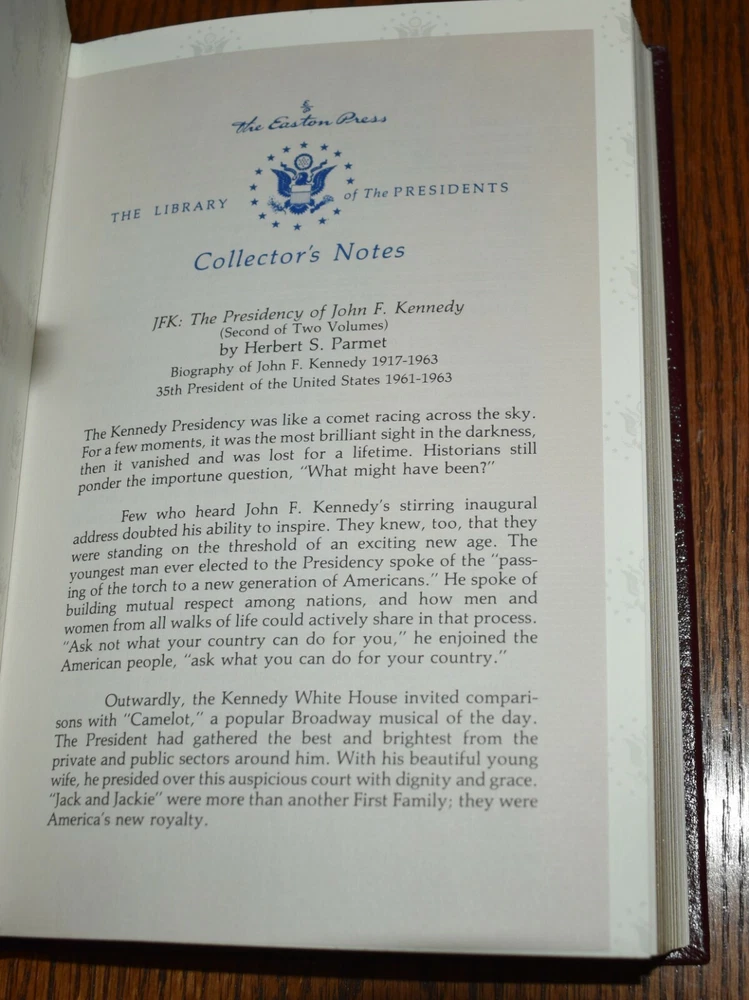 The Easton Press
THE LIBRARY of The PRESIDENTS
Collector's Notes
JFK: The Presidency of John F. Kennedy
(Second of Two Volumes)
by Herbert S. Parmet
Biography of John F. Kennedy 1917-1963
35th President of the United States 1961-1963
The Kennedy Presidency was like a comet racing across the sky.
For a few moments, it was the most brilliant sight in the darkness,
then it vanished and was lost for a lifetime. Historians still
ponder the importune question, "What might have been?"
Few who heard John F. Kennedy's stirring inaugural
address doubted his ability to inspire. They knew, too, that they
were standing on the threshold of an exciting new age. The
youngest man ever elected to the Presidency spoke of the "pass-
ing of the torch to a new generation of Americans." He spoke of
building mutual respect among nations, and how men and
women from all walks of life could actively share in that process.
"Ask not what your country can do for you," he enjoined the
American people, "ask what you can do for your country."
Outwardly, the Kennedy White House invited compari-
sons with "Camelot," a popular Broadway musical of the day.
The President had gathered the best and brightest from the
private and public sectors around him. With his beautiful young
wife, he presided over this auspicious court with dignity and grace.
"Jack and Jackie" were more than another First Family; they were
America's new royalty.